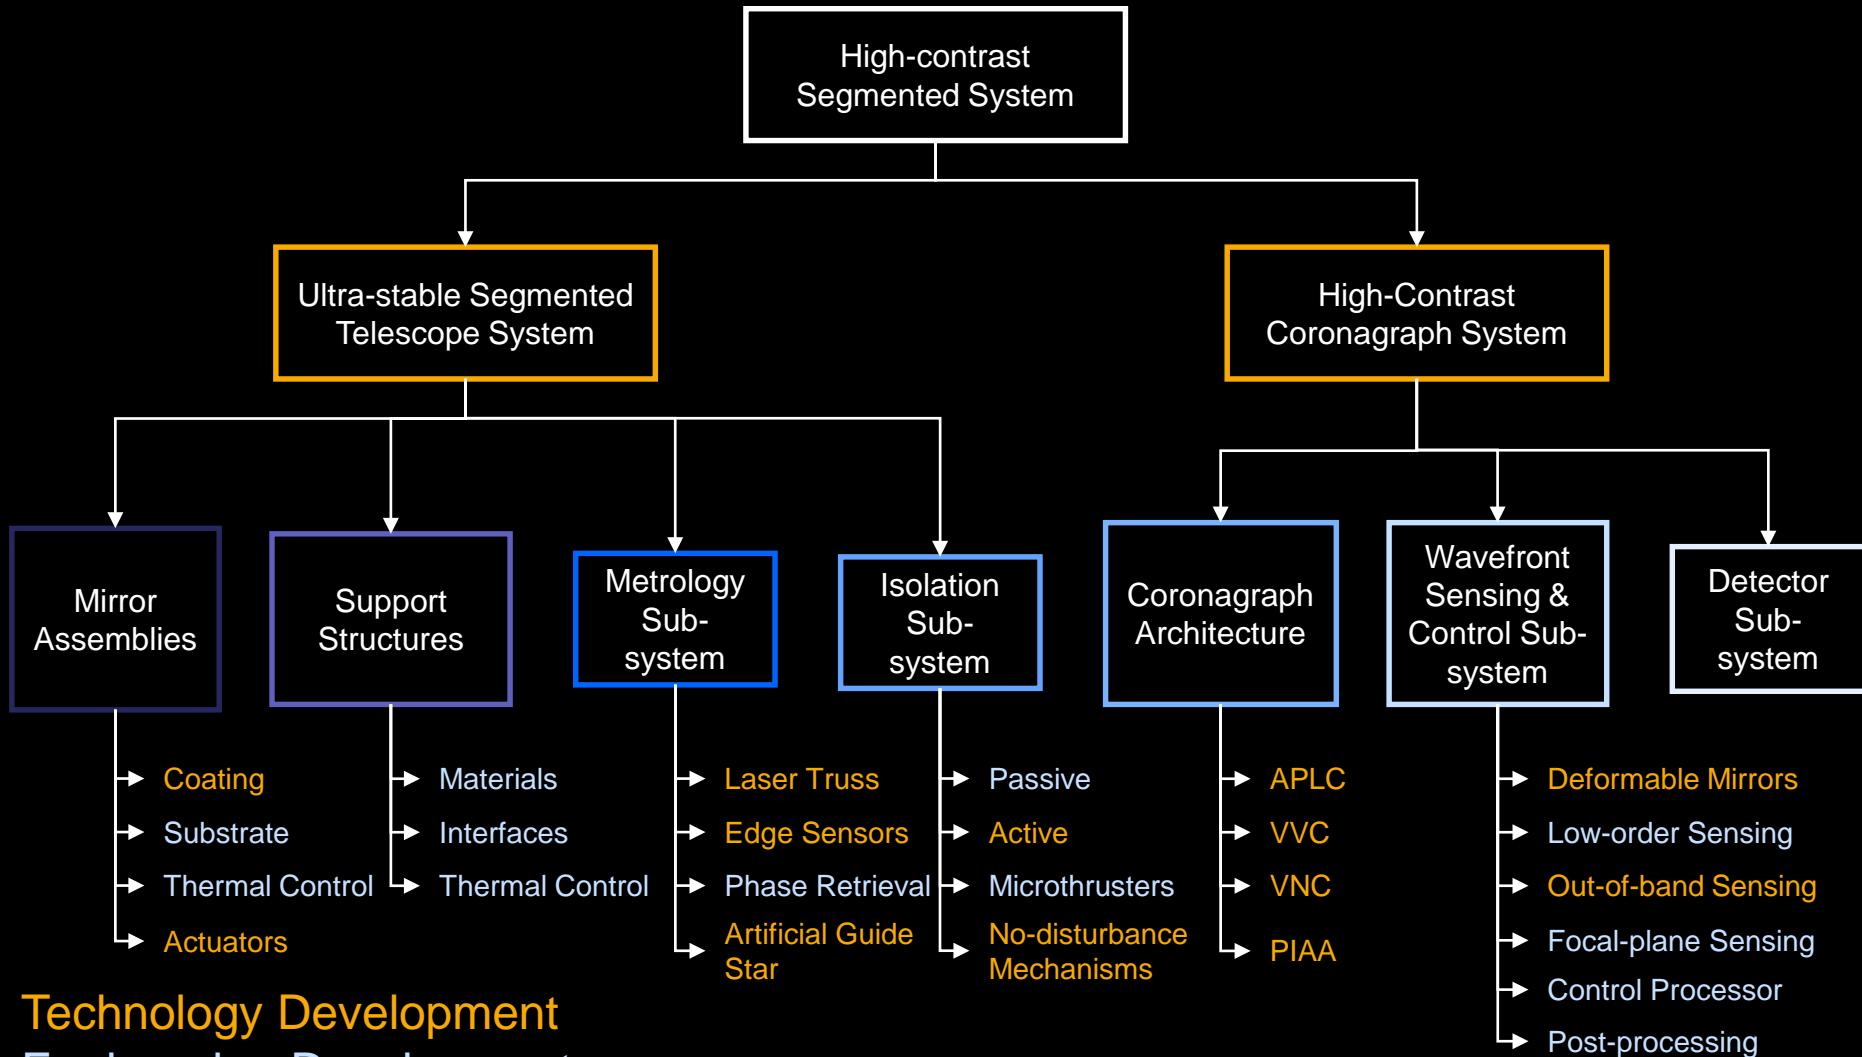 High-contrast
Segmented System
Ultra-stable Segmented
Telescope System
High-Contrast
Coronagraph System
Mirror
Assemblies
Support
Structures
Metrology
Sub-
system
Isolation
Sub-
system
Coronagraph
Architecture
Wavefront
Sensing &
Control Sub-
system
Detector
Sub-
system
Coating
Substrate
Thermal Control
Actuators
Materials
Interfaces
Thermal Control
Laser Truss
Edge Sensors
Phase Retrieval
Artificial Guide
Star
Passive
Active
Microthrusters
No-disturbance
Mechanisms
APLC
VVC
VNC
PIAA
Deformable Mirrors
Low-order Sensing
Out-of-band Sensing
Focal-plane Sensing
Control Processor
Post-processing
Technology Development